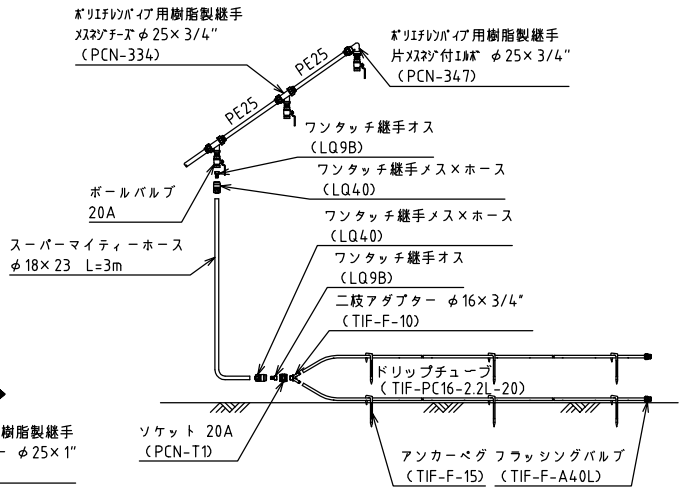 ポリエチレンパイプ用樹脂製継手
メスネジチーズ φ25×3/4"
(PCN-334)
ポリエチレンパイプ用樹脂製継手
片メスネジ付エルボ φ25×3/4"
(PCN-347)
PE25
PE25
ワンタッチ継手オス
(LQ9B)
ワンタッチ継手メス×ホース
(LQ40)
ボールバルブ
20A
ワンタッチ継手メス×ホース
(LQ40)
スーパーマイティーホース
φ18×23 L=3m
ワンタッチ継手オス
(LQ9B)
二枝アダプター φ16×3/4"
(TIF-F-10)
ドリップチューブ
(TIF-PC16-2.2L-20)
樹脂製継手
ー φ25×1"
ソケット 20A
(PCN-T1)
アンカーペグ
(TIF-F-15)
フラッシングバルブ
(TIF-F-A40L)